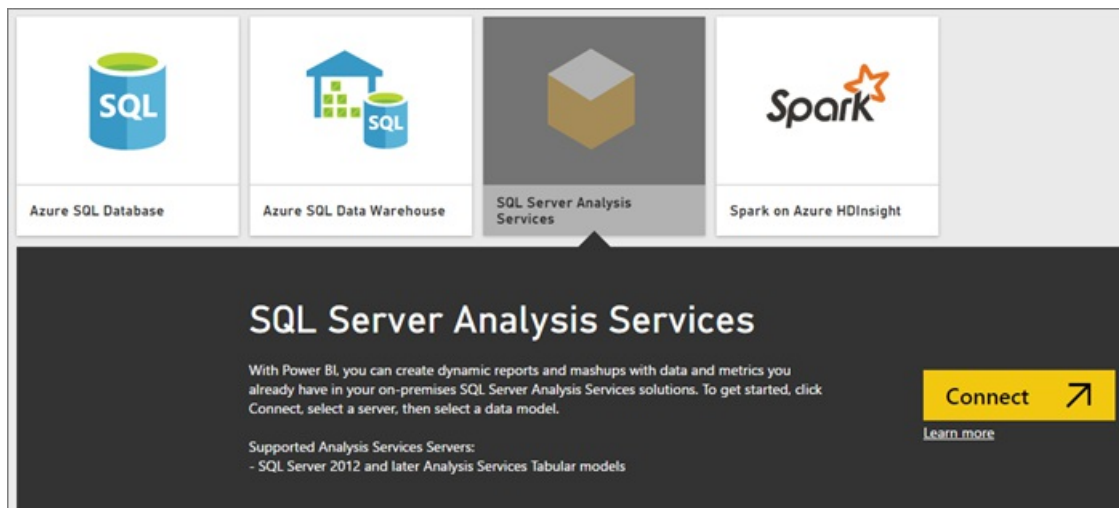 SQL
SQL
Spark
Azure SQL Database
Azure SQL Data Warehouse
SQL Server Analysis
Services
Spark on Azure HDInsight
SQL Server Analysis Services
With Power BI, you can create dynamic reports and mashups with data and metrics you
already have in your on-premises SQL Server Analysis Services solutions. To get started, click
Connect, select a server, then select a data model.
Supported Analysis Services Servers:
- SQL Server 2012 and later Analysis Services Tabular models
Connect
Learn more